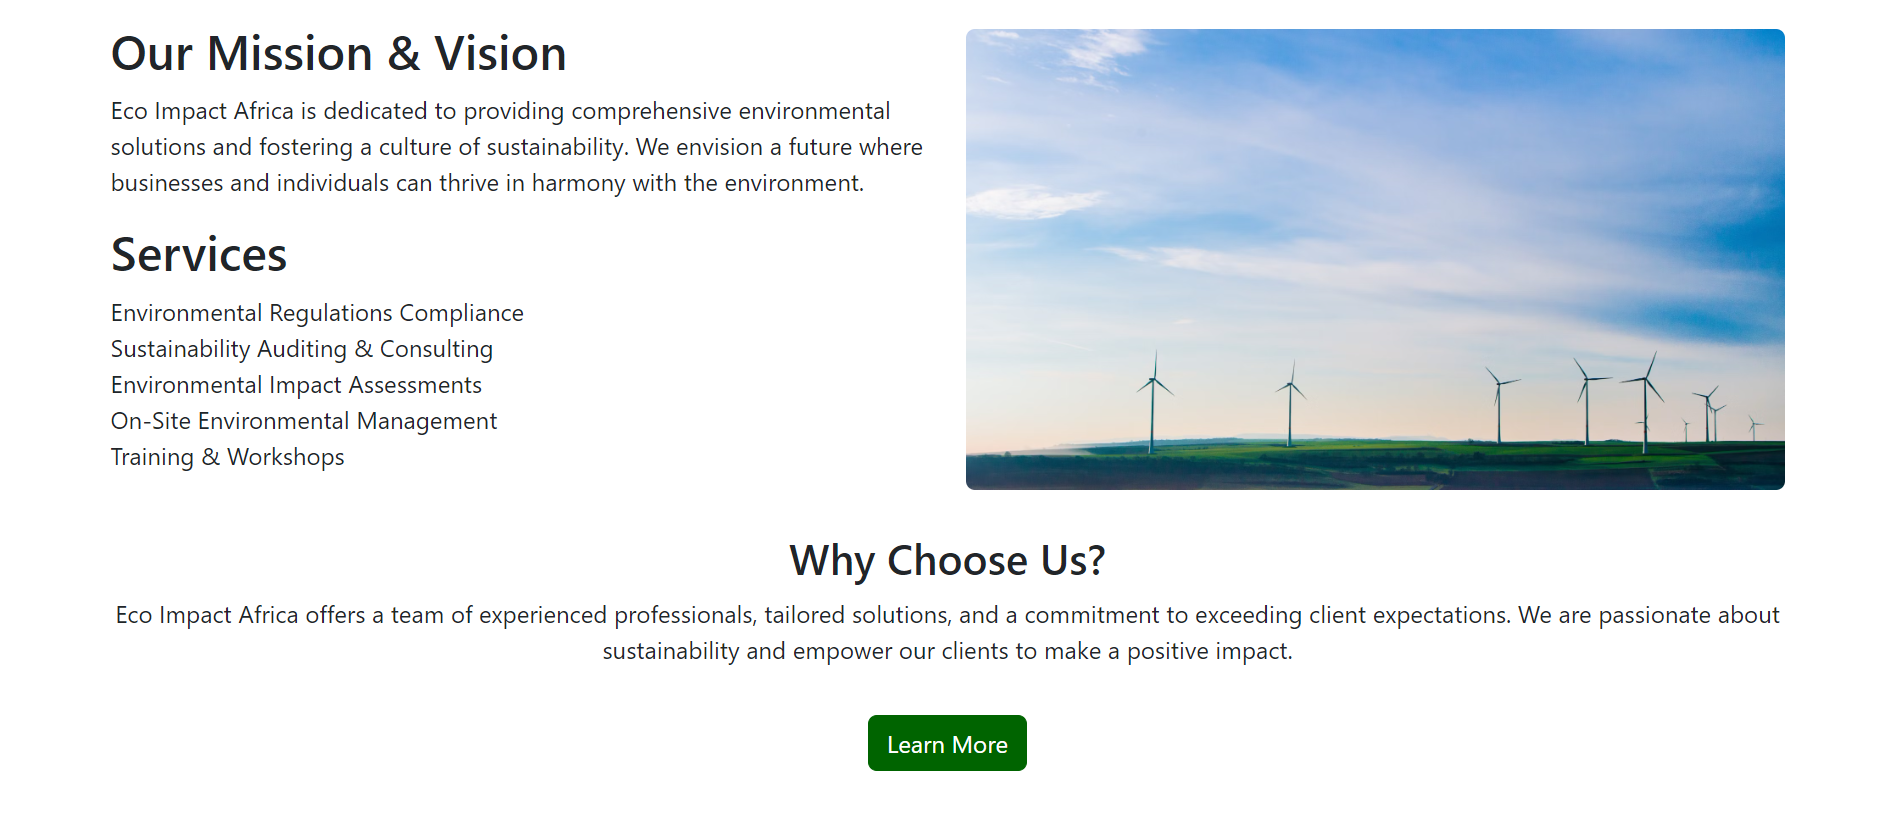 Our Mission & Vision
Eco Impact Africa is dedicated to providing comprehensive environmental
solutions and fostering a culture of sustainability. We envision a future where
businesses and individuals can thrive in harmony with the environment.
Services
Environmental Regulations Compliance
Sustainability Auditing & Consulting
Environmental Impact Assessments
On-Site Environmental Management
Training & Workshops
Why Choose Us?
Eco Impact Africa offers a team of experienced professionals, tailored solutions, and a commitment to exceeding client expectations. We are passionate about
sustainability and empower our clients to make a positive impact.
Learn More